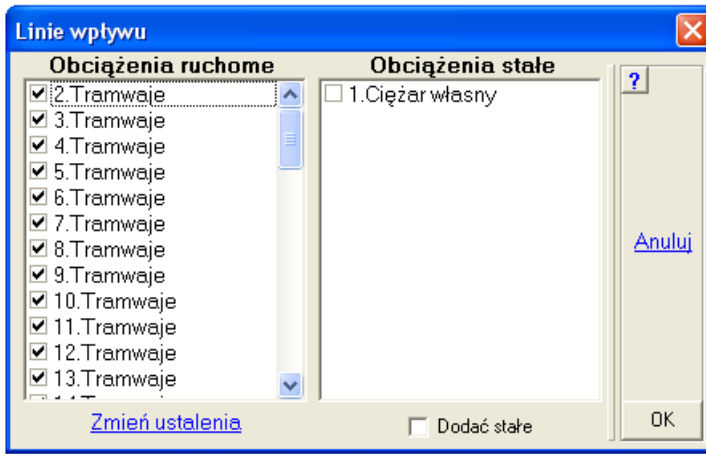 Linie wpływu
Obciążenia ruchome
2.Tramwaje
3.Tramwaje
4.Tramwaje
5.Tramwaje
6.Tramwaje
7.Tramwaje
8.Tramwaje
9.Tramwaje
10.Tramwaje
11.Tramwaje
12.Tramwaje
13.Tramwaje
Zmień ustalenia
Obciążenia stałe
1.Ciężar własny
Dodać stałe
?
Anuluj
OK